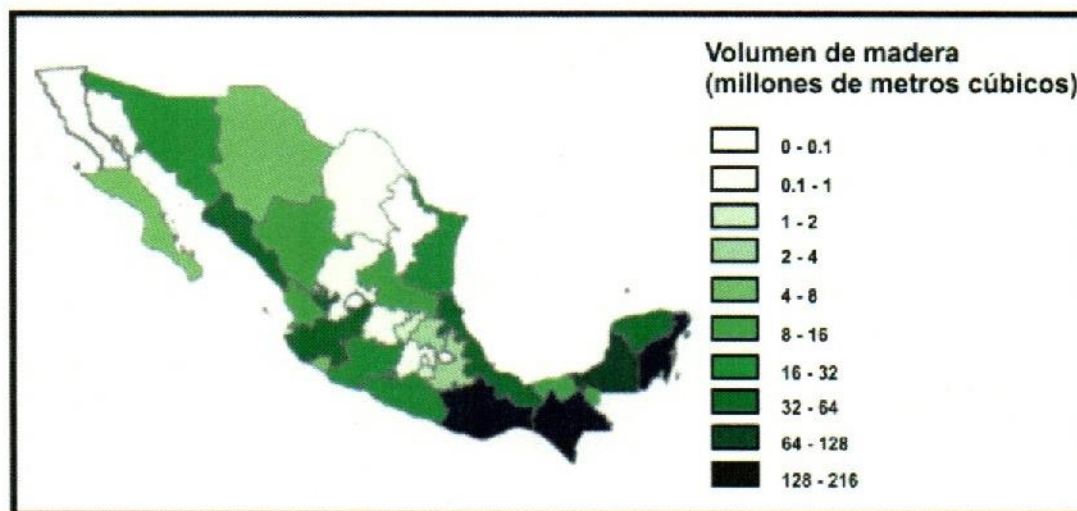 Volumen de madera
(millones de metros cúbicos)
0 - 0.1
0.1 - 1
1 - 2
2 - 4
4 - 8
8 - 16
16 - 32
32 - 64
64 - 128
128 - 216